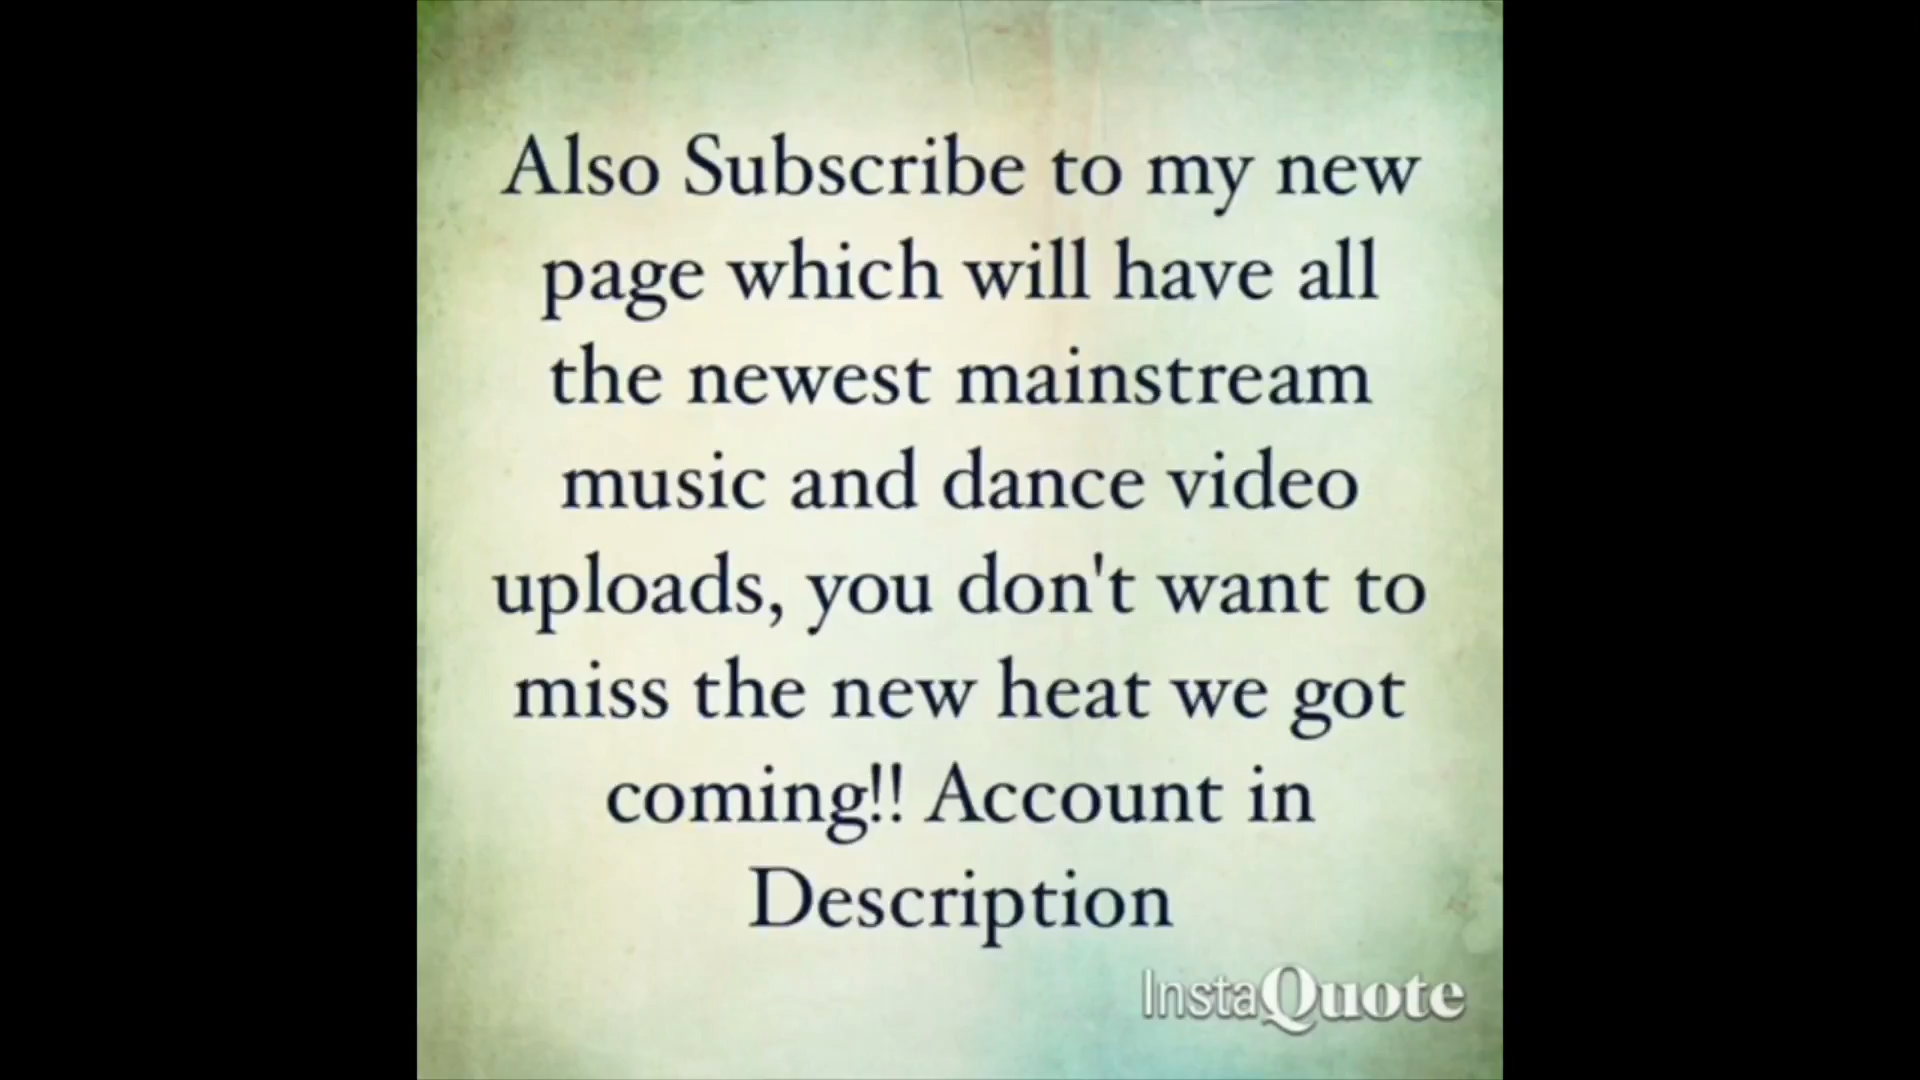 Also Subscribe to my new
page which will have all
the newest mainstream
music and dance video
uploads, you don't want to
miss the new heat we got
coming!! Account in
Description
InstaQuote